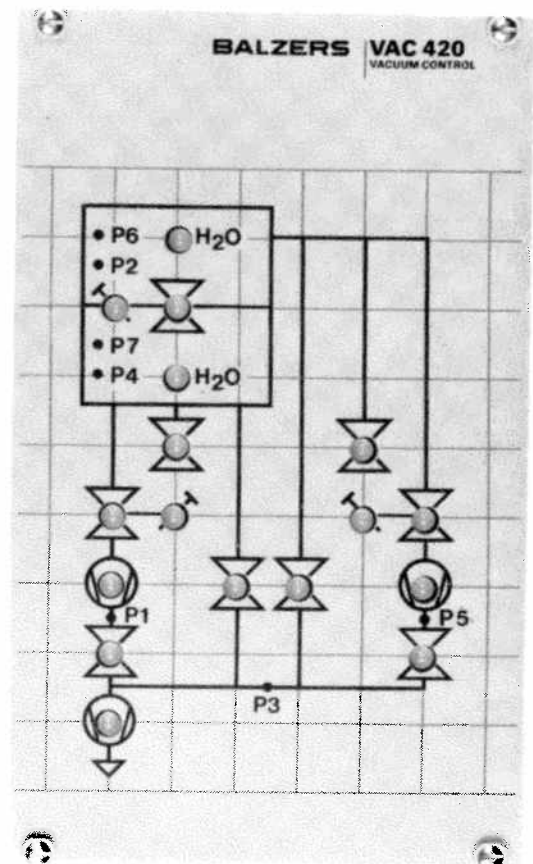 BALZERS VAC 420
VACUUM CONTROL
P6 H2O
P2
P7
P4 H2O
P1
P5
P3